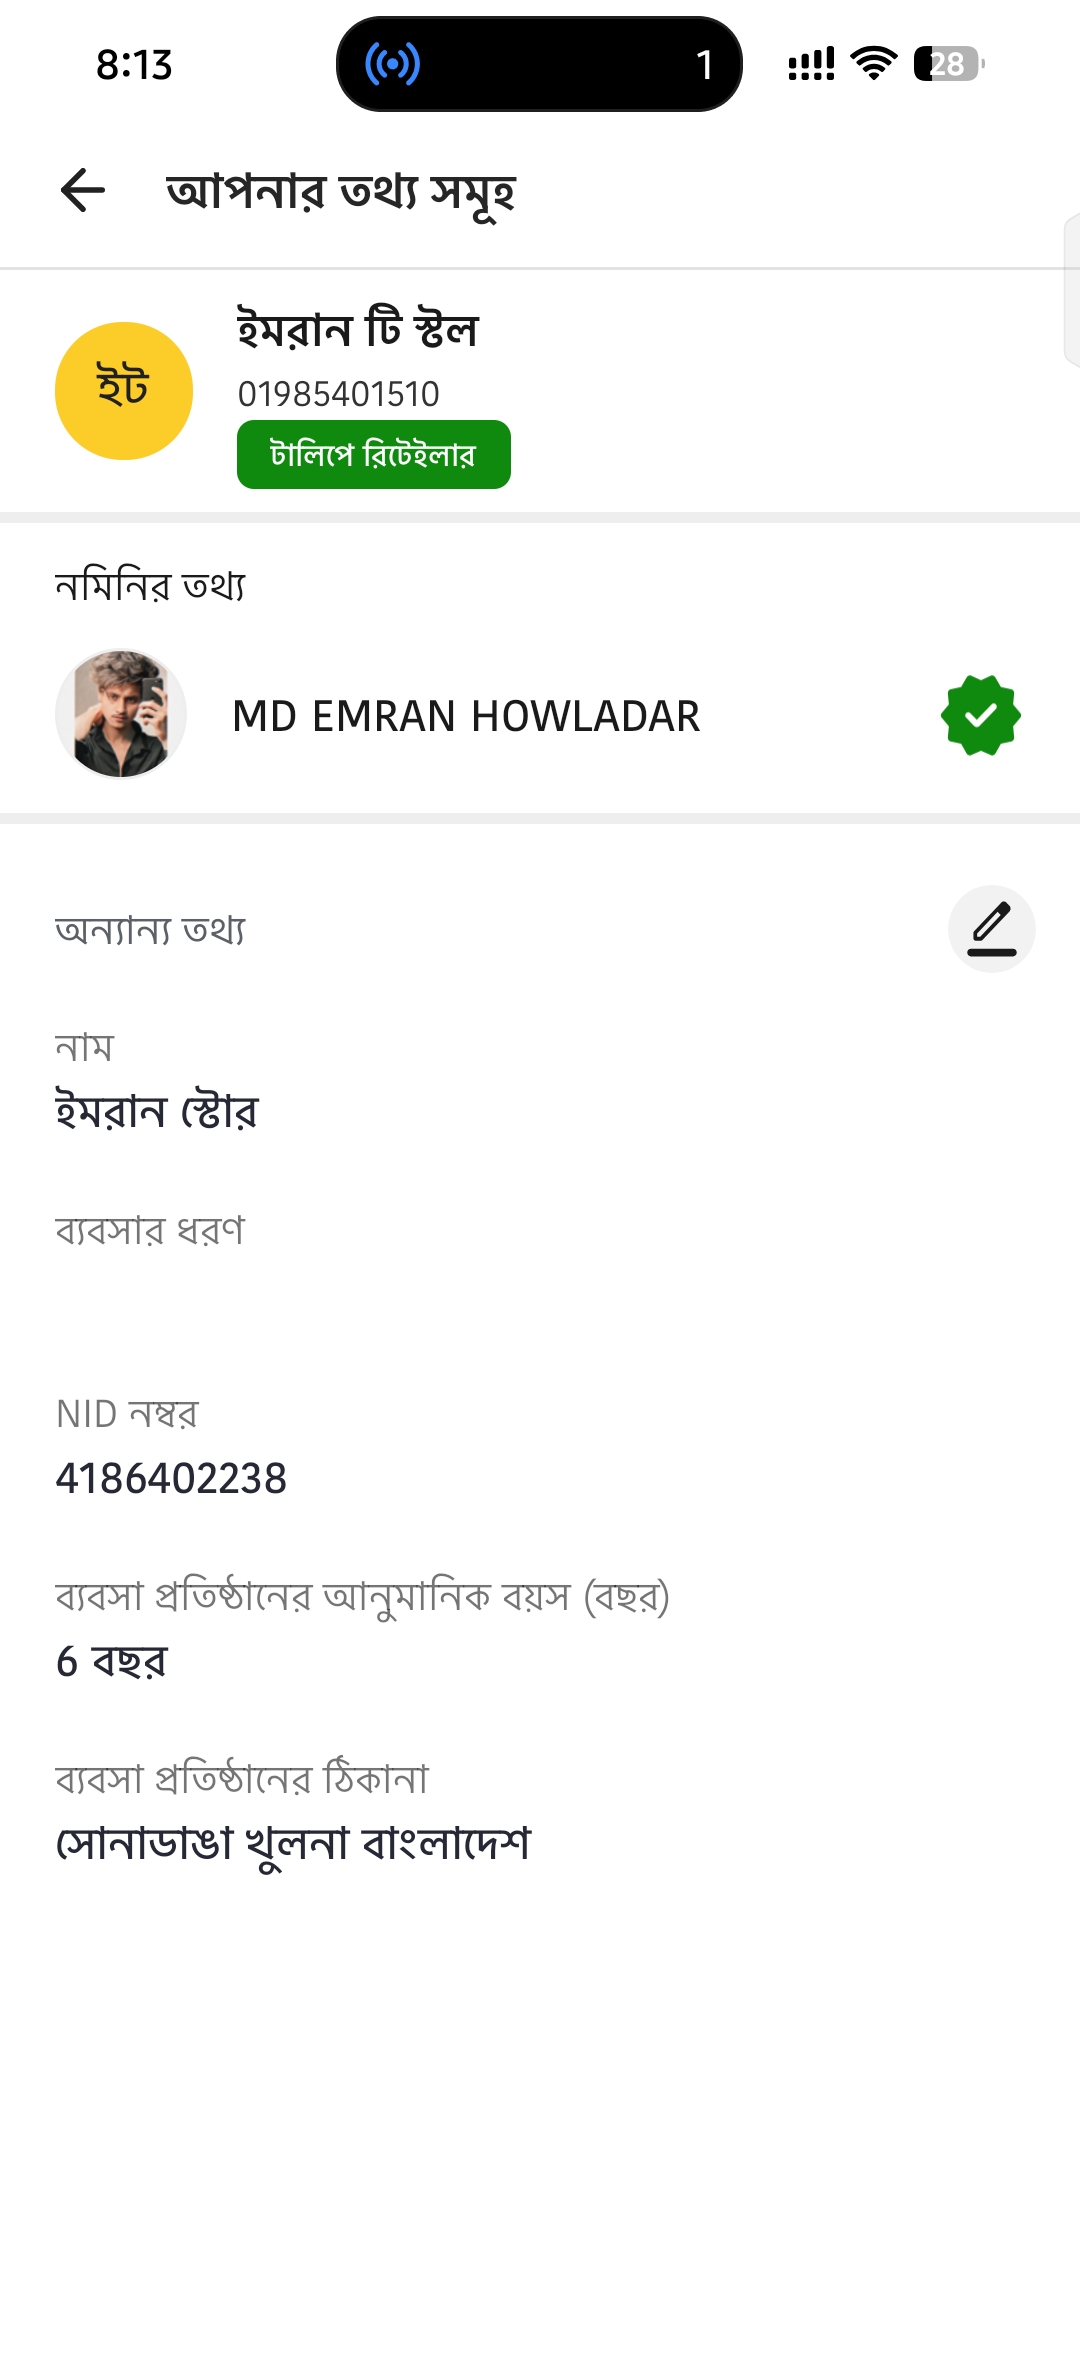 8:13
1
28
আপনার তথ্য সমূহ
ইট
ইমরান টি স্টল
01985401510
টালিপে রিটেইলার
নমিনির তথ্য
MD EMRAN HOWLADAR
অন্যান্য তথ্য
নাম
ইমরান স্টোর
ব্যবসার ধরণ
NID নম্বর
4186402238
ব্যবসা প্রতিষ্ঠানের আনুমানিক বয়স (বছর)
6 বছর
ব্যবসা প্রতিষ্ঠানের ঠিকানা
সোনাডাঙা খুলনা বাংলাদেশ